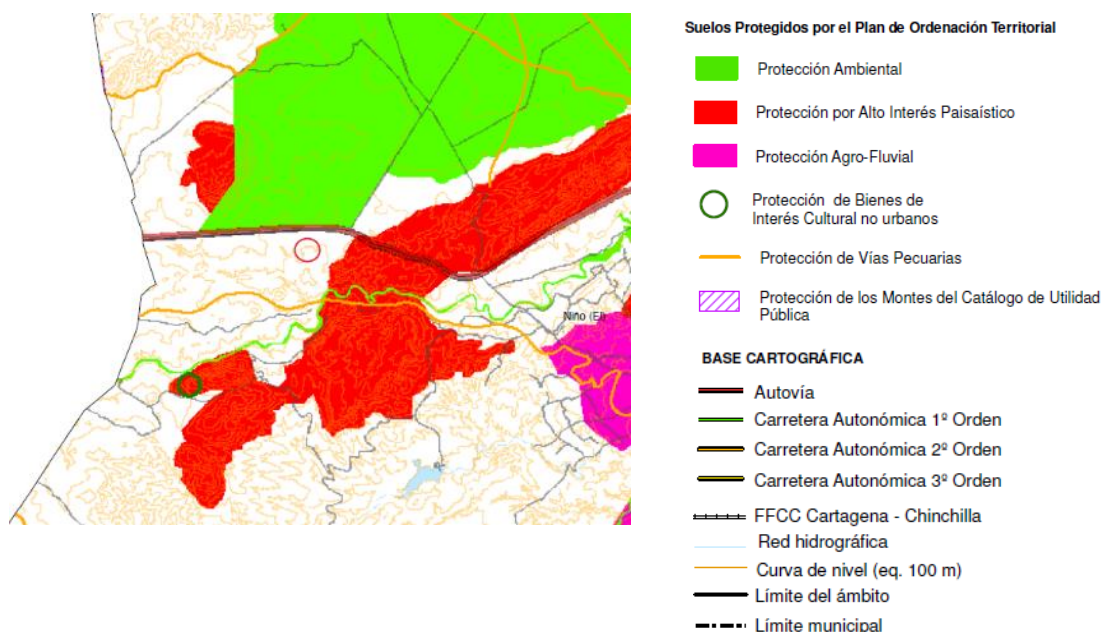 Niño (El)
Suelos Protegidos por el Plan de Ordenación Territorial
Protección Ambiental
Protección por Alto Interés Paisaístico
Protección Agro-Fluvial
Protección de Bienes de
Interés Cultural no urbanos
Protección de Vías Pecuarias
Protección de los Montes del Catálogo de Utilidad
Pública
BASE CARTOGRÁFICA
Autovía
Carretera Autonómica 1º Orden
Carretera Autonómica 2º Orden
Carretera Autonómica 3º Orden
FFCC Cartagena - Chinchilla
Red hidrográfica
Curva de nivel (eq. 100 m)
Límite del ámbito
Límite municipal